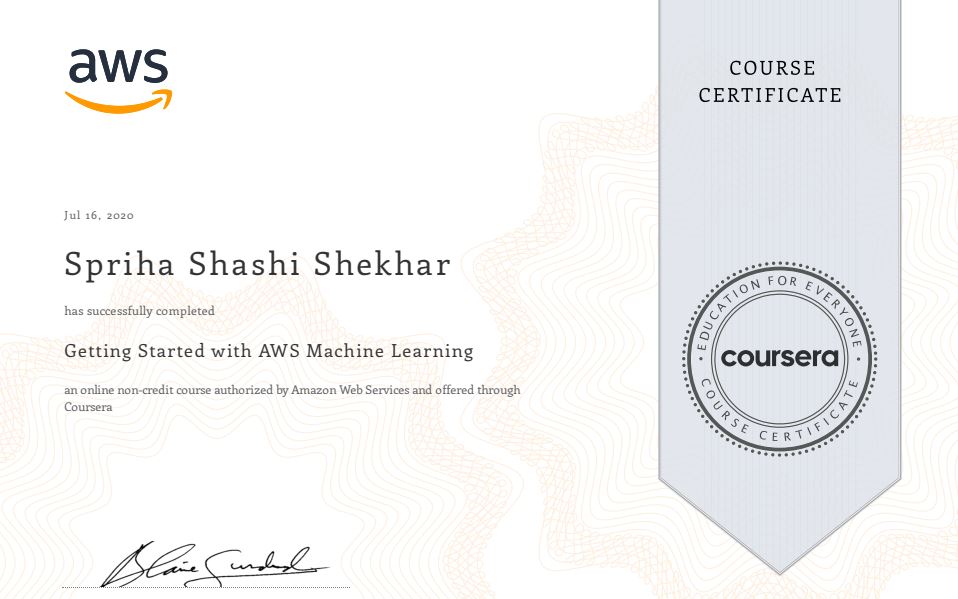 aws
COURSE
CERTIFICATE
Jul 16, 2020
Spriha Shashi Shekhar
has successfully completed
Getting Started with AWS Machine Learning
an online non-credit course authorized by Amazon Web Services and offered through
Coursera
EDUCATION FOR EVERYONE
coursera
COURSE CERTIFICATE